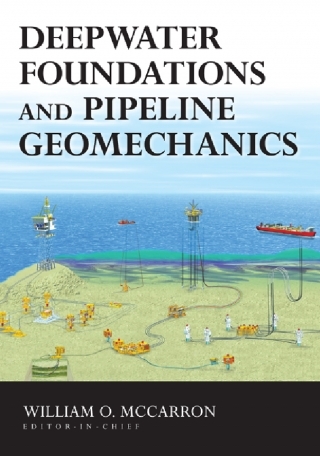 DEEPWATER
FOUNDATIONS
AND PIPELINE
GEOMECHANICS
WILLIAM O. MCCARRON
EDITOR-IN-CHIEF